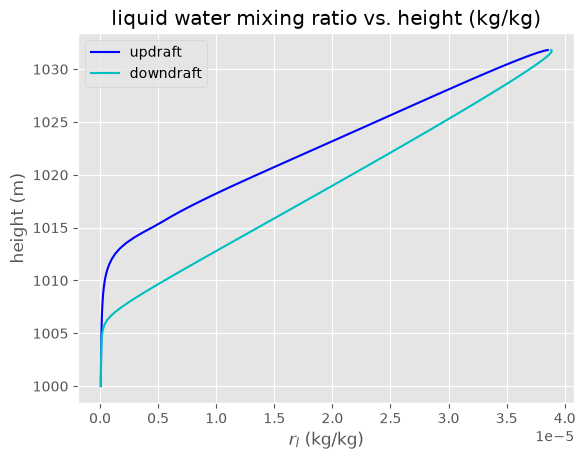 liquid water mixing ratio vs. height (kg/kg)
updraft
downdraft
height (m)
1030
1025
1020
1015
1010
1005
1000
0.0 0.5 1.0 1.5 2.0 2.5 3.0 3.5 4.0
1e−5
r_l (kg/kg)